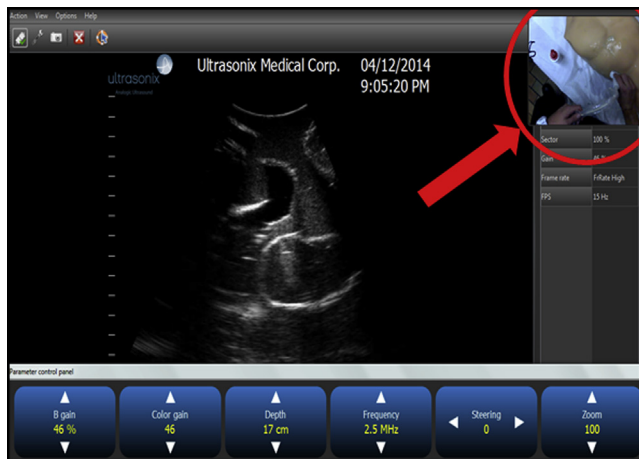 Action View Options Help
ultrasonix
Analogic Ultrasound
Ultrasonix Medical Corp. 04/12/2014
9:05:20 PM
Sector 100 %
Gain
Frame rate FrRate High
FPS 15 Hz
Parameter control panel
B gain
46 %
Color gain
46
Depth
17 cm
Frequency
2.5 MHz
Steering
0
Zoom
100